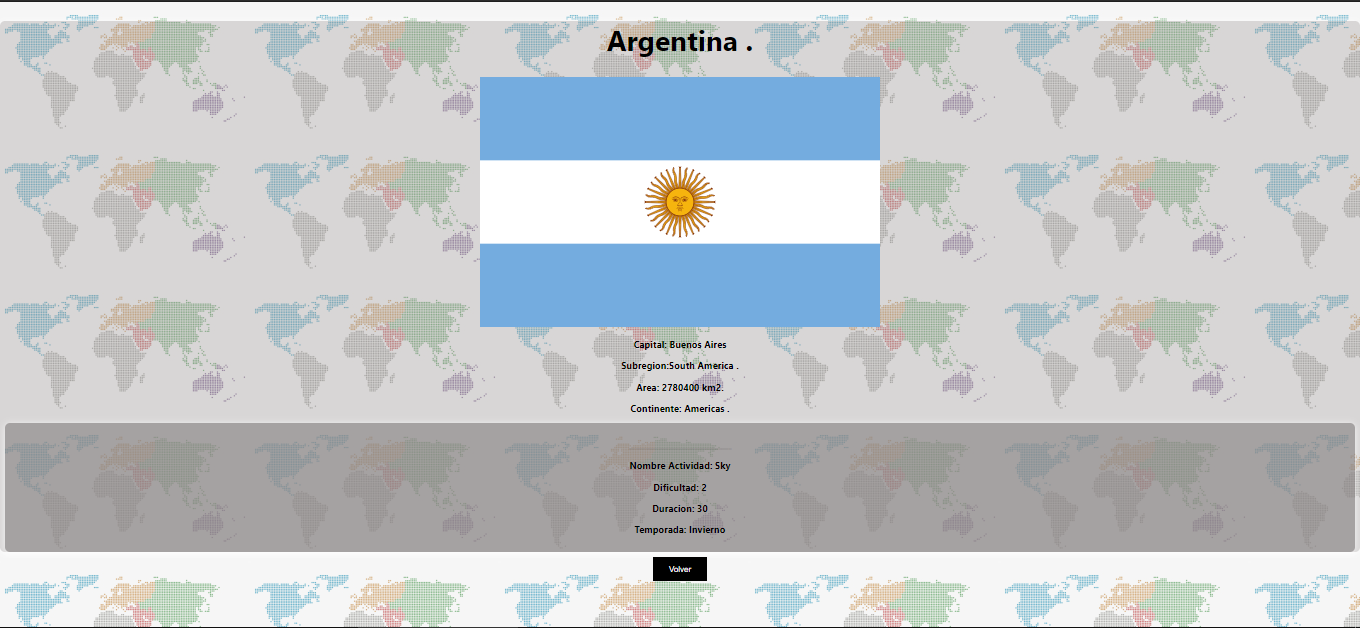 Argentina .
Capital: Buenos Aires
Subregion:South America .
Area: 2780400 km2.
Continente: Americas .
Nombre Actividad: Sky
Dificultad: 2
Duracion: 30
Temporada: Invierno
Volver